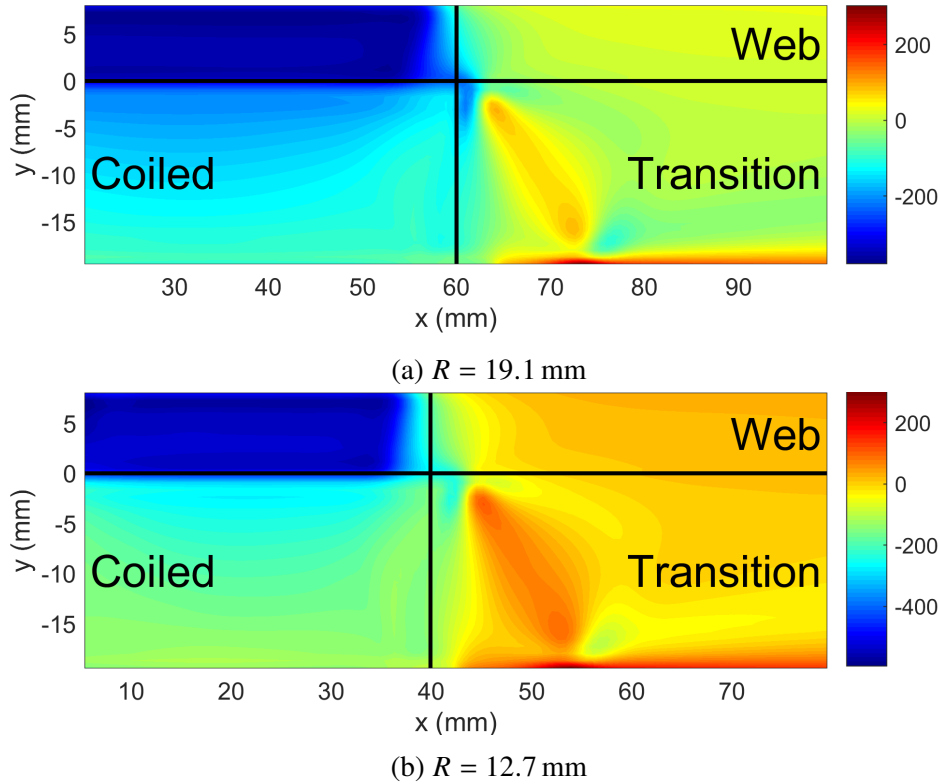 5
0
-5
-10
-15
y (mm)
Web
Coiled
Transition
200
0
-200
30 40 50 60 70 80 90
x (mm)
(a) R = 19.1 mm
5
0
-5
-10
-15
y (mm)
Web
Coiled
Transition
200
0
-200
-400
10 20 30 40 50 60 70
x (mm)
(b) R = 12.7 mm